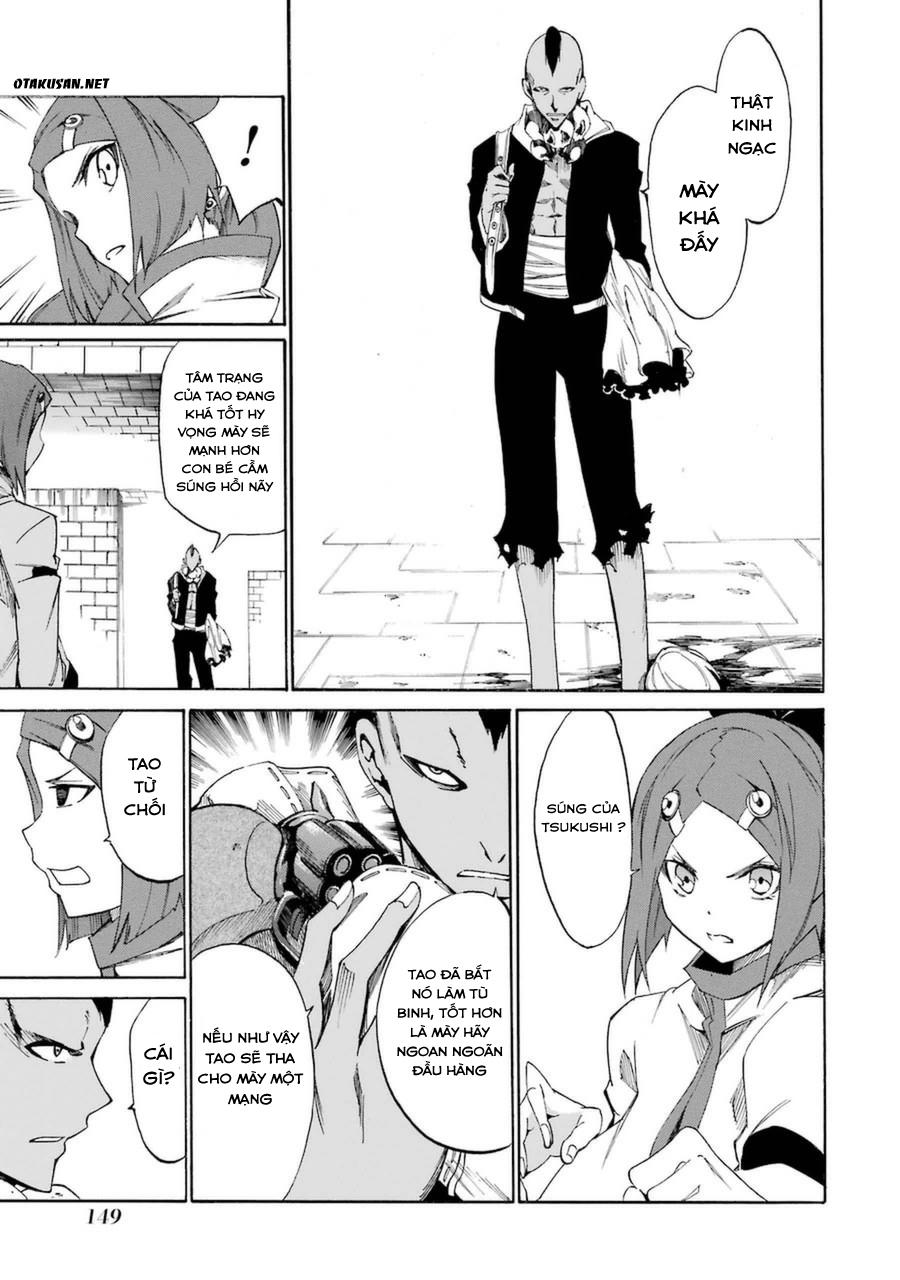 OTAKUSAN.NET
THẬT
KINH
NGẠC
MÀY
KHÁ
ĐẤY
!
TÂM TRẠNG
CỦA TAO ĐANG
KHÁ TỐT HY
VỌNG MÀY SẼ
MẠNH HƠN
CON BÉ CẦM
SÚNG HỒI NÃY
SÚNG CỦA
TSUKUSHI ?
TAO ĐÃ BẮT
NÓ LÀM TÙ
BINH, TỐT HƠN
LÀ MÀY HÃY
NGOAN NGOÃN
ĐẦU HÀNG
NẾU NHƯ VẬY
TAO SẼ THA
CHO MÀY MỘT
MẠNG
TAO
TỪ
CHỐI
CÁI
GÌ?
149